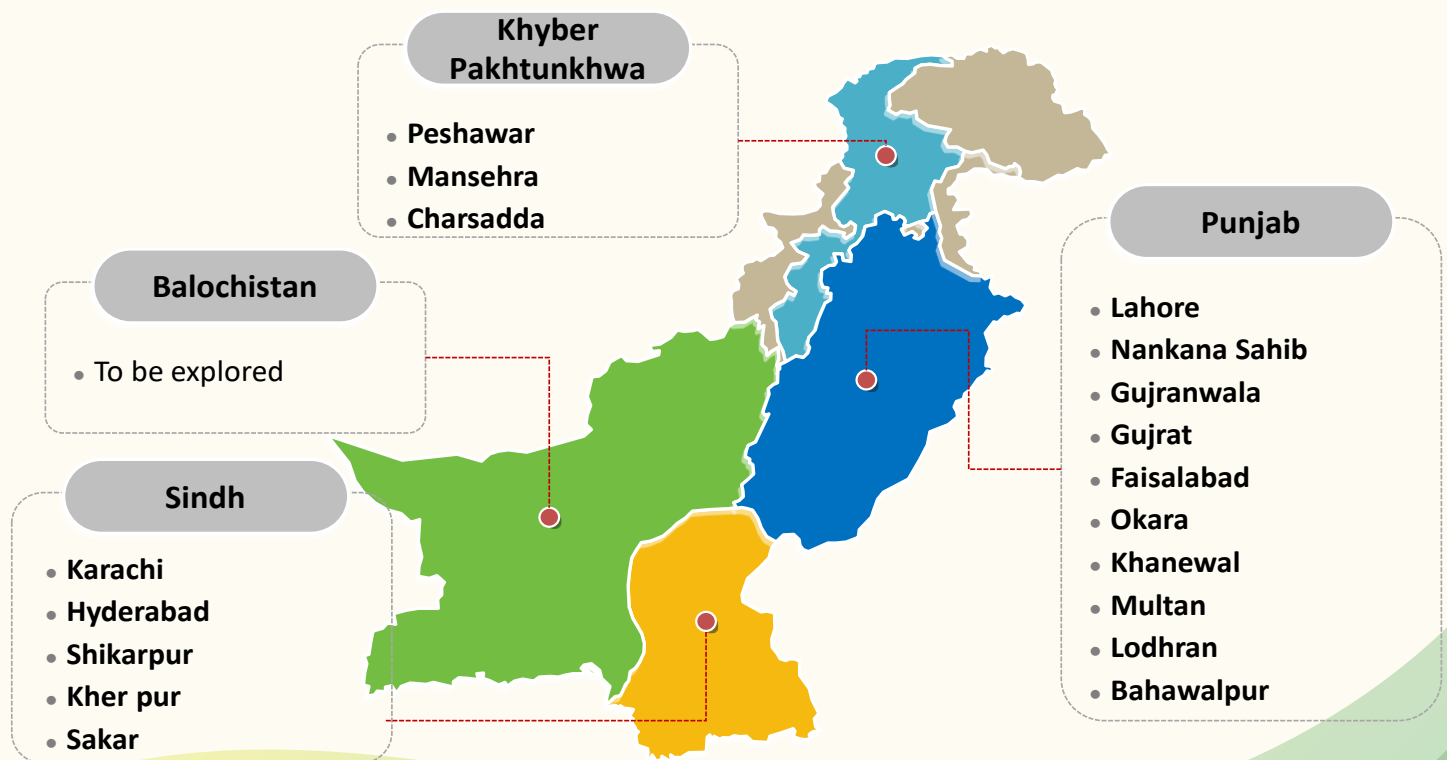 Khyber
Pakhtunkhwa
• Peshawar
• Mansehra
• Charsadda
Balochistan
• To be explored
Sindh
• Karachi
• Hyderabad
• Shikarpur
• Kher pur
• Sakar
Punjab
• Lahore
• Nankana Sahib
• Gujranwala
• Gujrat
• Faisalabad
• Okara
• Khanewal
• Multan
• Lodhran
• Bahawalpur